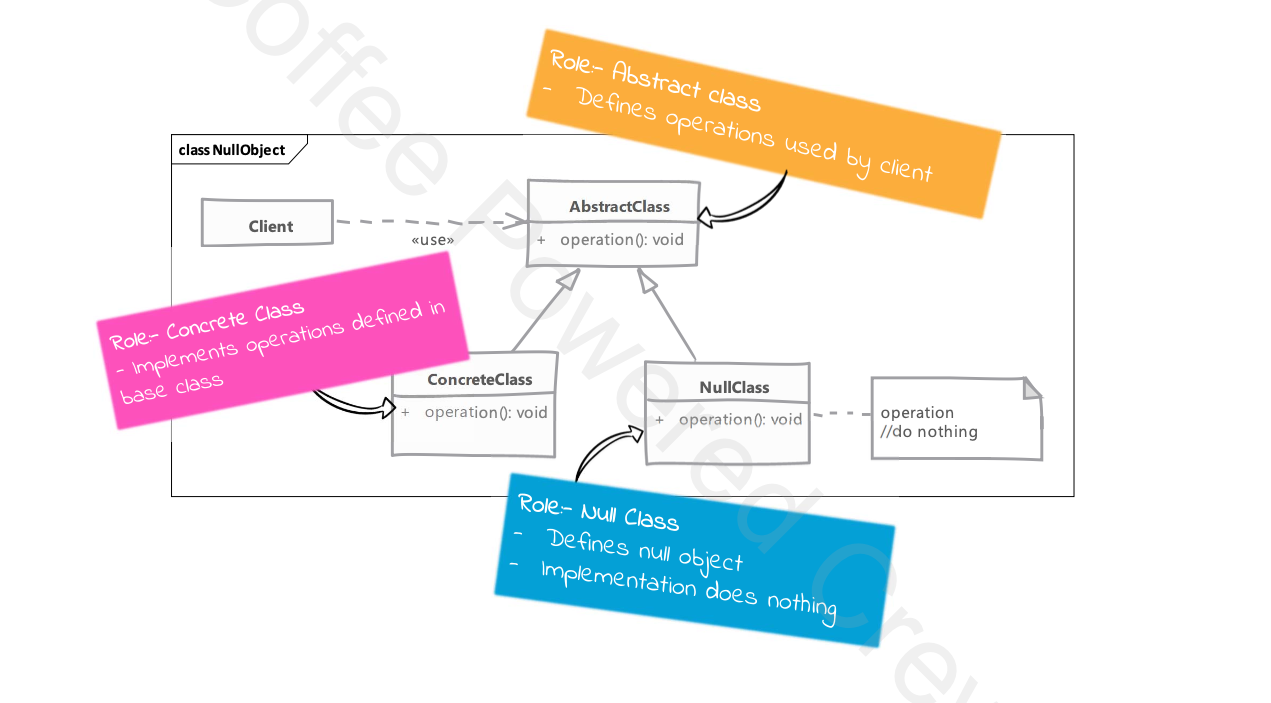 Role:- Abstract class
- Defines operations used by client
class NullObject
Client
«use»
AbstractClass
+ operation(): void
Role:- Concrete Class
- Implements operations defined in
base class
ConcreteClass
+ operation(): void
NullClass
+ operation(): void
operation
//do nothing
Role:- Null Class
- Defines null object
- Implementation does nothing
Coffee Powered Crew